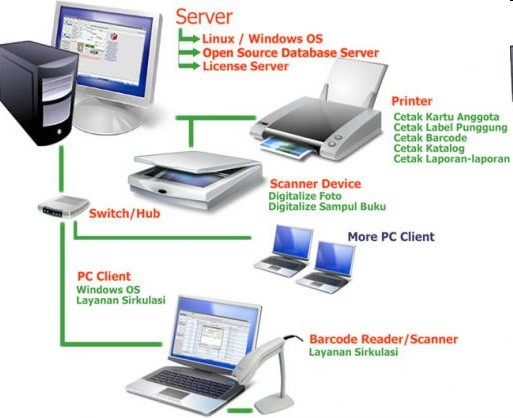 Server
Linux / Windows OS
Open Source Database Server
License Server
Printer
Cetak Kartu Anggota
Cetak Label Punggung
Cetak Barcode
Cetak Katalog
Cetak Laporan-laporan
Scanner Device
Digitalize Foto
Digitalize Sampul Buku
Switch/Hub
More PC Client
PC Client
Windows OS
Layanan Sirkulasi
Barcode Reader/Scanner
Layanan Sirkulasi